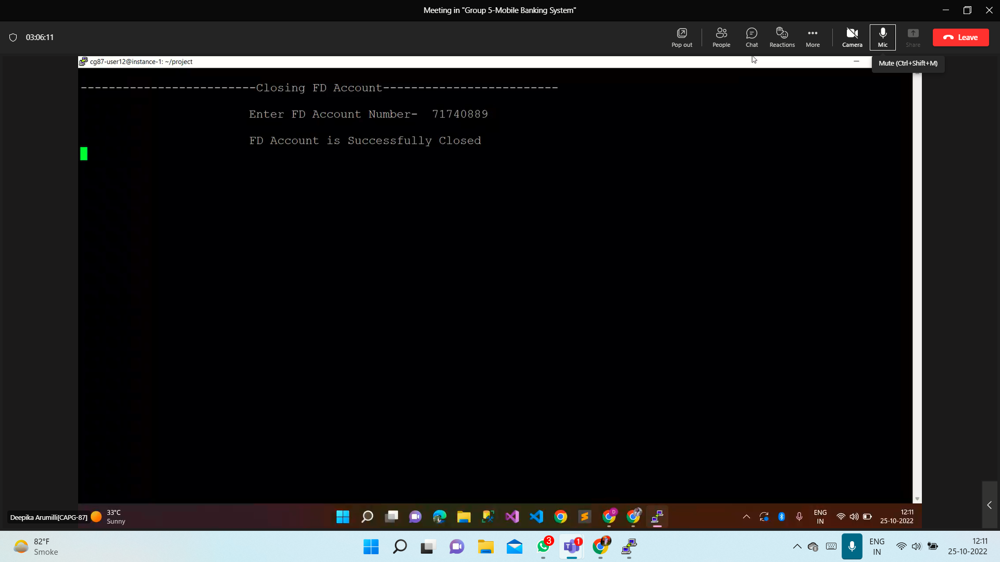 Meeting in "Group 5-Mobile Banking System"
03:06:11
Pop out
People
Chat
Reactions
More
Camera
Mic
Share
Leave
Mute (Ctrl+Shift+M)
cg87-user12@instance-1: ~/project
-------------------------Closing FD Account-------------------------
Enter FD Account Number-  71740889
FD Account is Successfully Closed
Deepika Arumilli[CAPG-87]
33°C
Sunny
D
ENG
IN
12:11
25-10-2022
82°F
Smoke
3
1
ENG
IN
12:11
25-10-2022